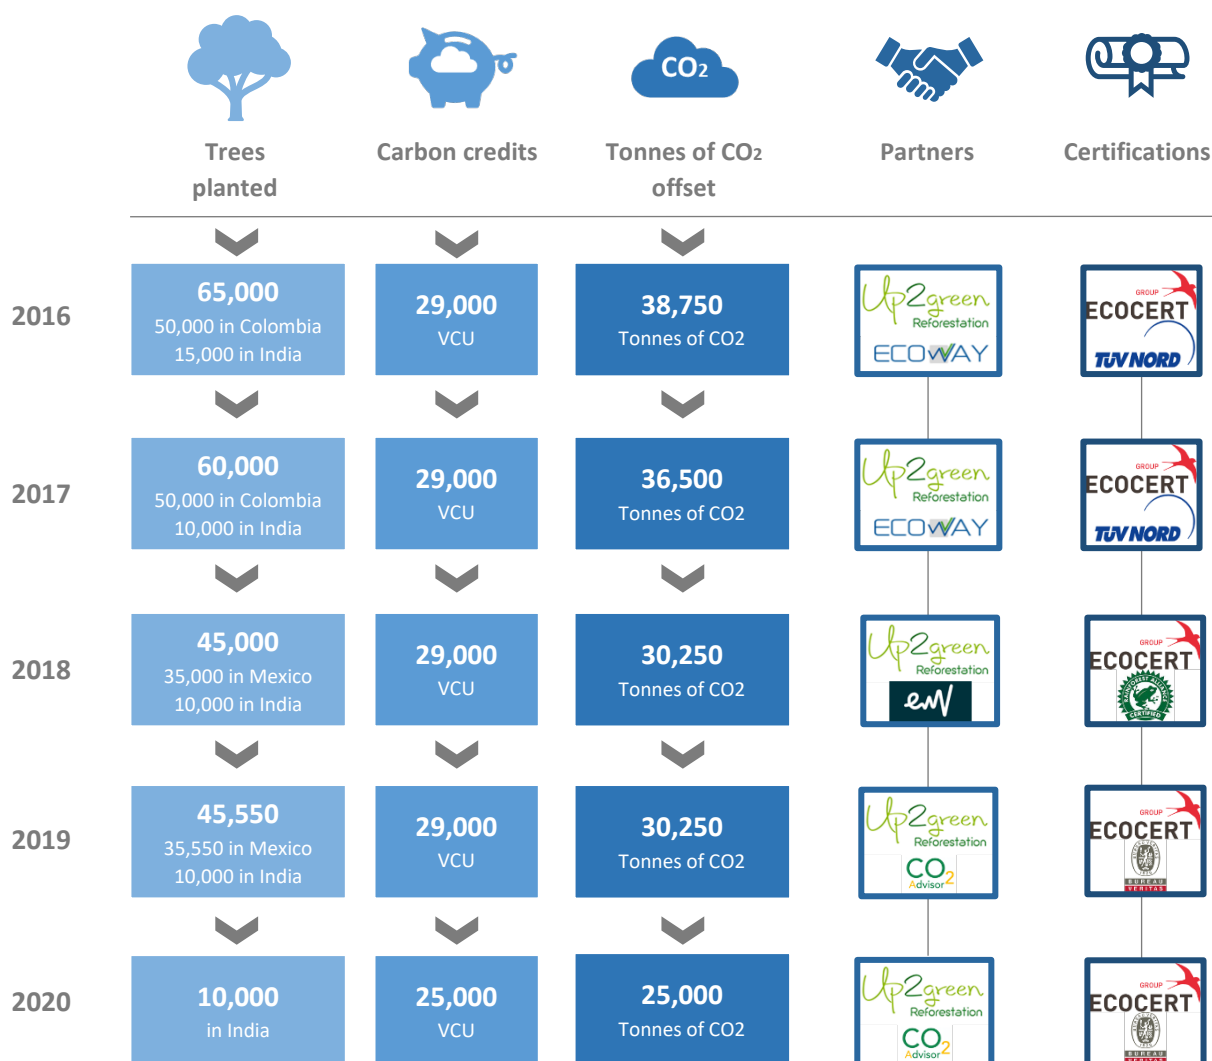 CO2
Trees
planted
Carbon credits
Tonnes of CO2
offset
Partners
Certifications
2016
65,000
50,000 in Colombia
15,000 in India
29,000
VCU
38,750
Tonnes of CO2
Up2green
Reforestation
ECOWAY
GROUP
ECOCERT
TÜV NORD
2017
60,000
50,000 in Colombia
10,000 in India
29,000
VCU
36,500
Tonnes of CO2
Up2green
Reforestation
ECOWAY
GROUP
ECOCERT
TÜV NORD
2018
45,000
35,000 in Mexico
10,000 in India
29,000
VCU
30,250
Tonnes of CO2
Up2green
Reforestation
GROUP
ECOCERT
RAINFOREST ALLIANCE
CERTIFIED
2019
45,550
35,550 in Mexico
10,000 in India
29,000
VCU
30,250
Tonnes of CO2
Up2green
Reforestation
CO2
Advisor
GROUP
ECOCERT
BUREAU
VERITAS
2020
10,000
in India
25,000
VCU
25,000
Tonnes of CO2
Up2green
Reforestation
CO2
Advisor
GROUP
ECOCERT
BUREAU